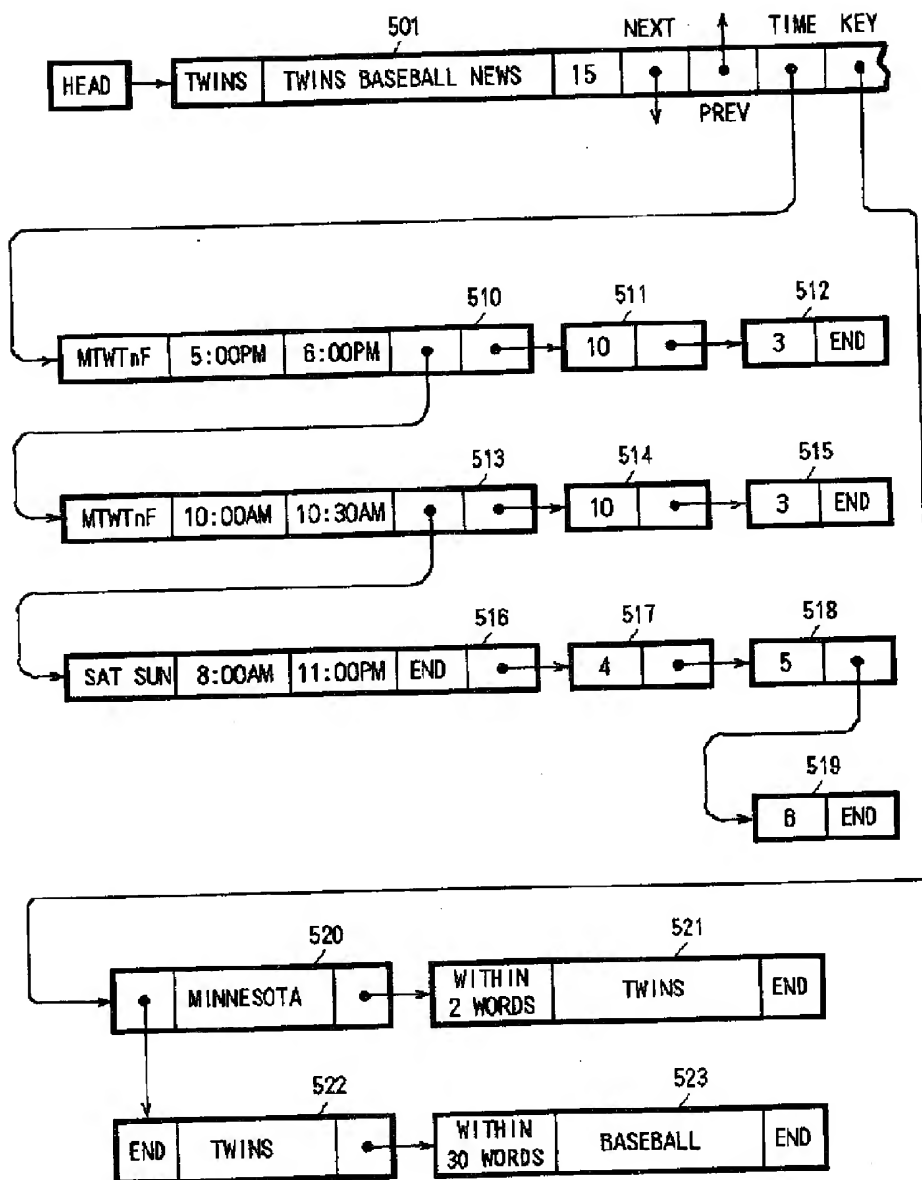 501 NEXT TIME KEY
HEAD TWINS TWINS BASEBALL NEWS 15
PREV
510 511 512
MTWTnF 5:00PM 6:00PM 10 3 END
513 514 515
MTWTnF 10:00AM 10:30AM 10 3 END
516 517 518
SAT SUN 8:00AM 11:00PM END 4 5
519
6 END
520 521
MINNESOTA WITHIN 2 WORDS TWINS END
522 523
END TWINS WITHIN 30 WORDS BASEBALL END